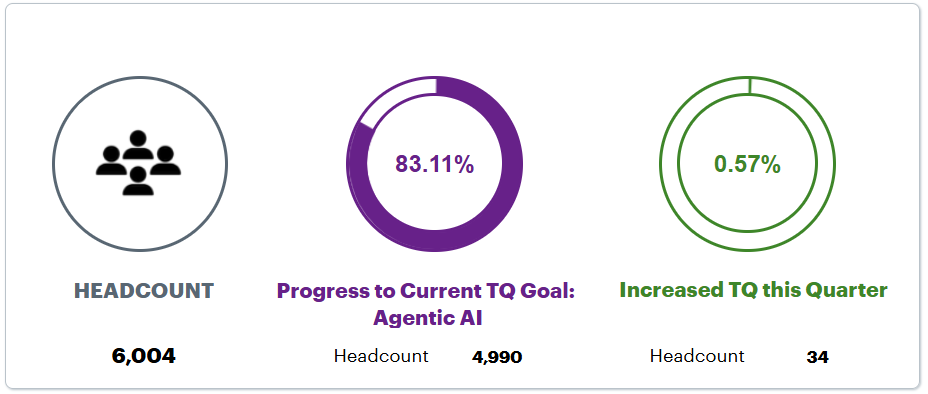 83.11%
0.57%
HEADCOUNT
Progress to Current TQ Goal:
Agentic AI
Increased TQ this Quarter
6,004
Headcount 4,990
Headcount 34